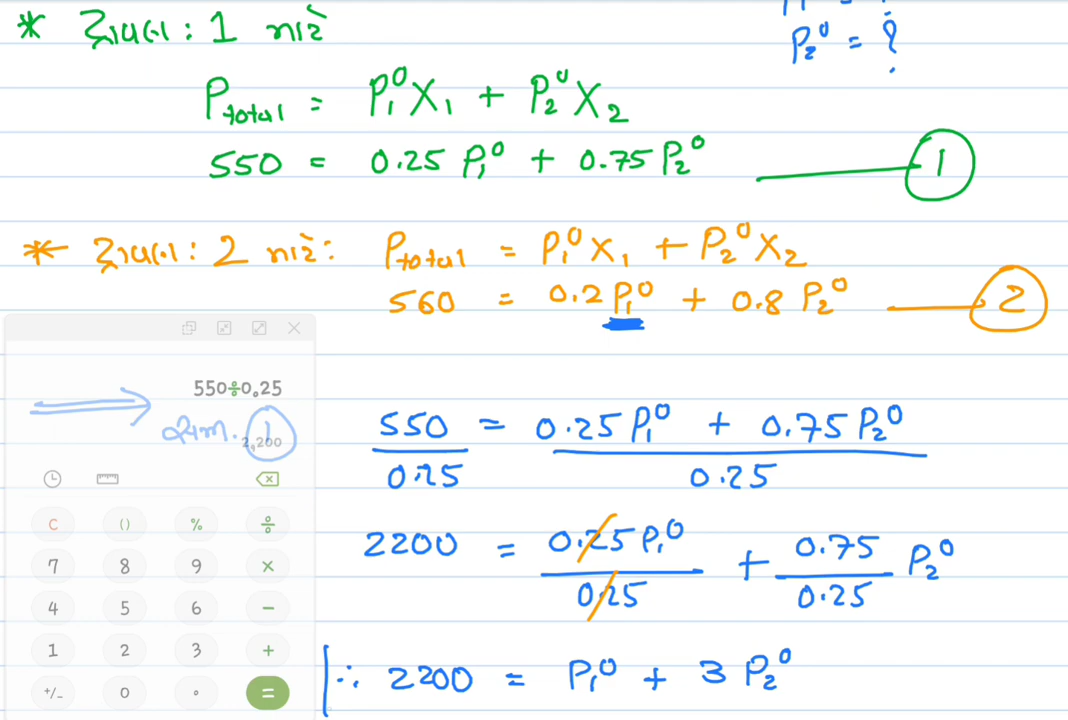 P₂⁰ = ?
* દ્રાવણ : 1 માટે
P_total = P₁⁰X₁ + P₂⁰X₂
550 = 0.25 P₁⁰ + 0.75 P₂⁰ ——— 1
* દ્રાવણ : 2 માટે : P_total = P₁⁰X₁ + P₂⁰X₂
560 = 0.2 P₁⁰ + 0.8 P₂⁰ ——— 2
550÷0.25
2,200
⟹ સમી. 1
550/0.25 = (0.25 P₁⁰ + 0.75 P₂⁰)/0.25
2200 = 0.25 P₁⁰/0.25 + 0.75/0.25 P₂⁰
∴ 2200 = P₁⁰ + 3 P₂⁰
C () % ÷
7 8 9 ×
4 5 6 −
1 2 3 +
+/− 0 . =